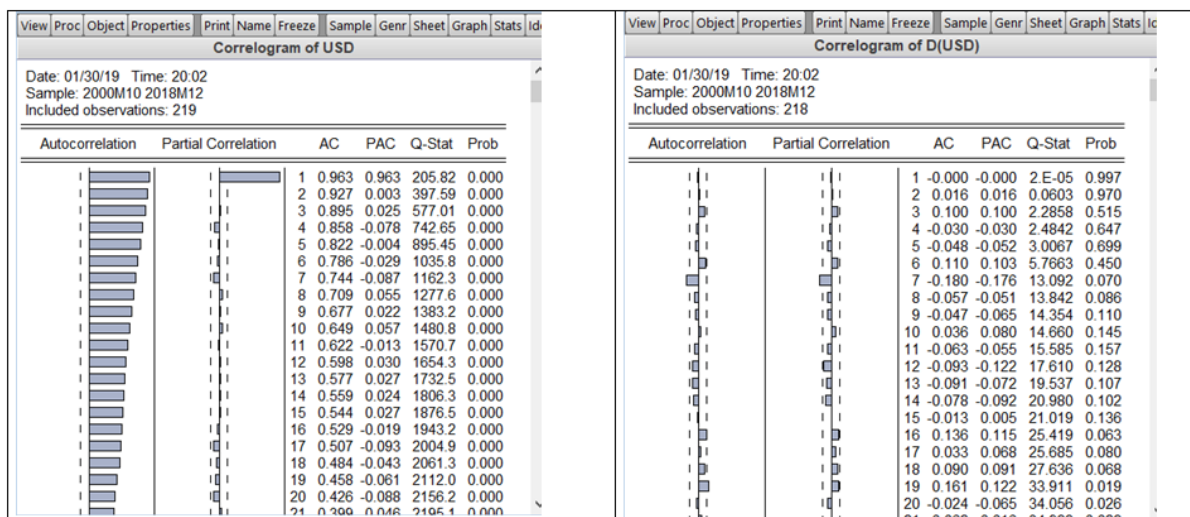 View Proc Object Properties Print Name Freeze Sample Genr Sheet Graph Stats Ide
Correlogram of USD
Date: 01/30/19 Time: 20:02
Sample: 2000M10 2018M12
Included observations: 219
Autocorrelation Partial Correlation AC PAC Q-Stat Prob
1 0.963 0.963 205.82 0.000
2 0.927 0.003 397.59 0.000
3 0.895 0.025 577.01 0.000
4 0.858 -0.078 742.65 0.000
5 0.822 -0.004 895.45 0.000
6 0.786 -0.029 1035.8 0.000
7 0.744 -0.087 1162.3 0.000
8 0.709 0.055 1277.6 0.000
9 0.677 0.022 1383.2 0.000
10 0.649 0.057 1480.8 0.000
11 0.622 -0.013 1570.7 0.000
12 0.598 0.030 1654.3 0.000
13 0.577 0.027 1732.5 0.000
14 0.559 0.024 1806.3 0.000
15 0.544 0.027 1876.5 0.000
16 0.529 -0.019 1943.2 0.000
17 0.507 -0.093 2004.9 0.000
18 0.484 -0.043 2061.3 0.000
19 0.458 -0.061 2112.0 0.000
20 0.426 -0.088 2156.2 0.000
21 0.399 0.046 2195.1 0.000
View Proc Object Properties Print Name Freeze Sample Genr Sheet Graph Stats Ic
Correlogram of D(USD)
Date: 01/30/19 Time: 20:02
Sample: 2000M10 2018M12
Included observations: 218
Autocorrelation Partial Correlation AC PAC Q-Stat Prob
1 -0.000 -0.000 2.E-05 0.997
2 0.016 0.016 0.0603 0.970
3 0.100 0.100 2.2858 0.515
4 -0.030 -0.030 2.4842 0.647
5 -0.048 -0.052 3.0067 0.699
6 0.110 0.103 5.7663 0.450
7 -0.180 -0.176 13.092 0.070
8 -0.057 -0.051 13.842 0.086
9 -0.047 -0.065 14.354 0.110
10 0.036 0.080 14.660 0.145
11 -0.063 -0.055 15.585 0.157
12 -0.093 -0.122 17.610 0.128
13 -0.091 -0.072 19.537 0.107
14 -0.078 -0.092 20.980 0.102
15 -0.013 0.005 21.019 0.136
16 0.136 0.115 25.419 0.063
17 0.033 0.068 25.685 0.080
18 0.090 0.091 27.636 0.068
19 0.161 0.122 33.911 0.019
20 -0.024 -0.065 34.056 0.026